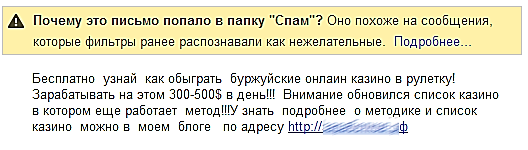 Почему это письмо попало в папку "Спам"? Оно похоже на сообщения,
которые фильтры ранее распознавали как нежелательные. Подробнее...
Бесплатно узнай как обыграть буржуйские онлаин казино в рулетку!
Зарабатывать на этом 300-500$ в день!!! Внимание обновился список казино
в котором еще работает метод!!!У знать подробнее о методике и список
казино можно в моем блоге по адресу http://